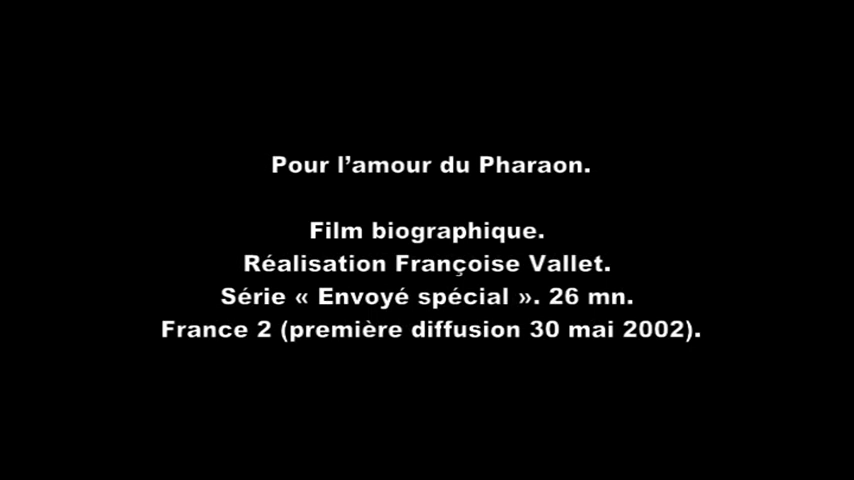 Pour l’amour du Pharaon.
Film biographique.
Réalisation Françoise Vallet.
Série « Envoyé spécial ». 26 mn.
France 2 (première diffusion 30 mai 2002).